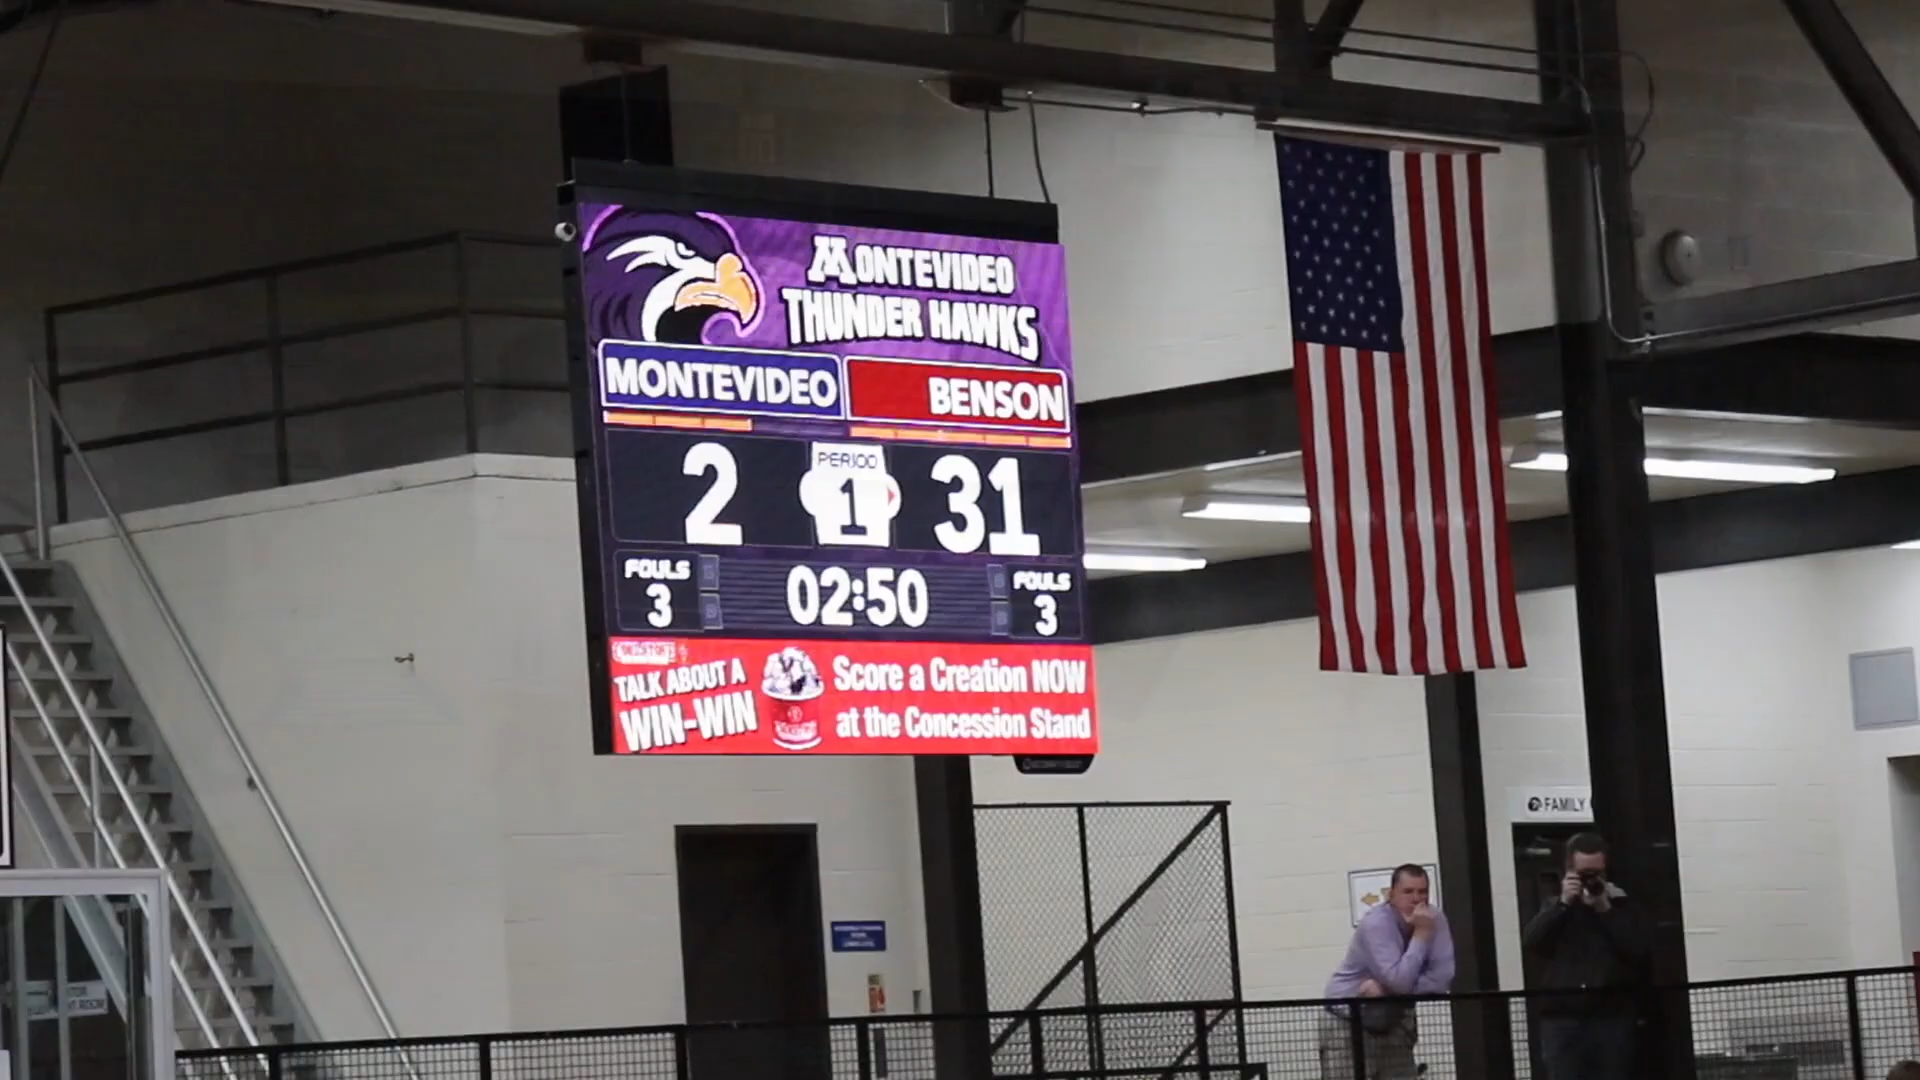 MONTEVIDEO
THUNDER HAWKS
MONTEVIDEO
BENSON
2
PERIOD
1
31
FOULS
3
02:50
FOULS
3
TALK ABOUT A
WIN-WIN
Score a Creation NOW
at the Concession Stand
FAMILY